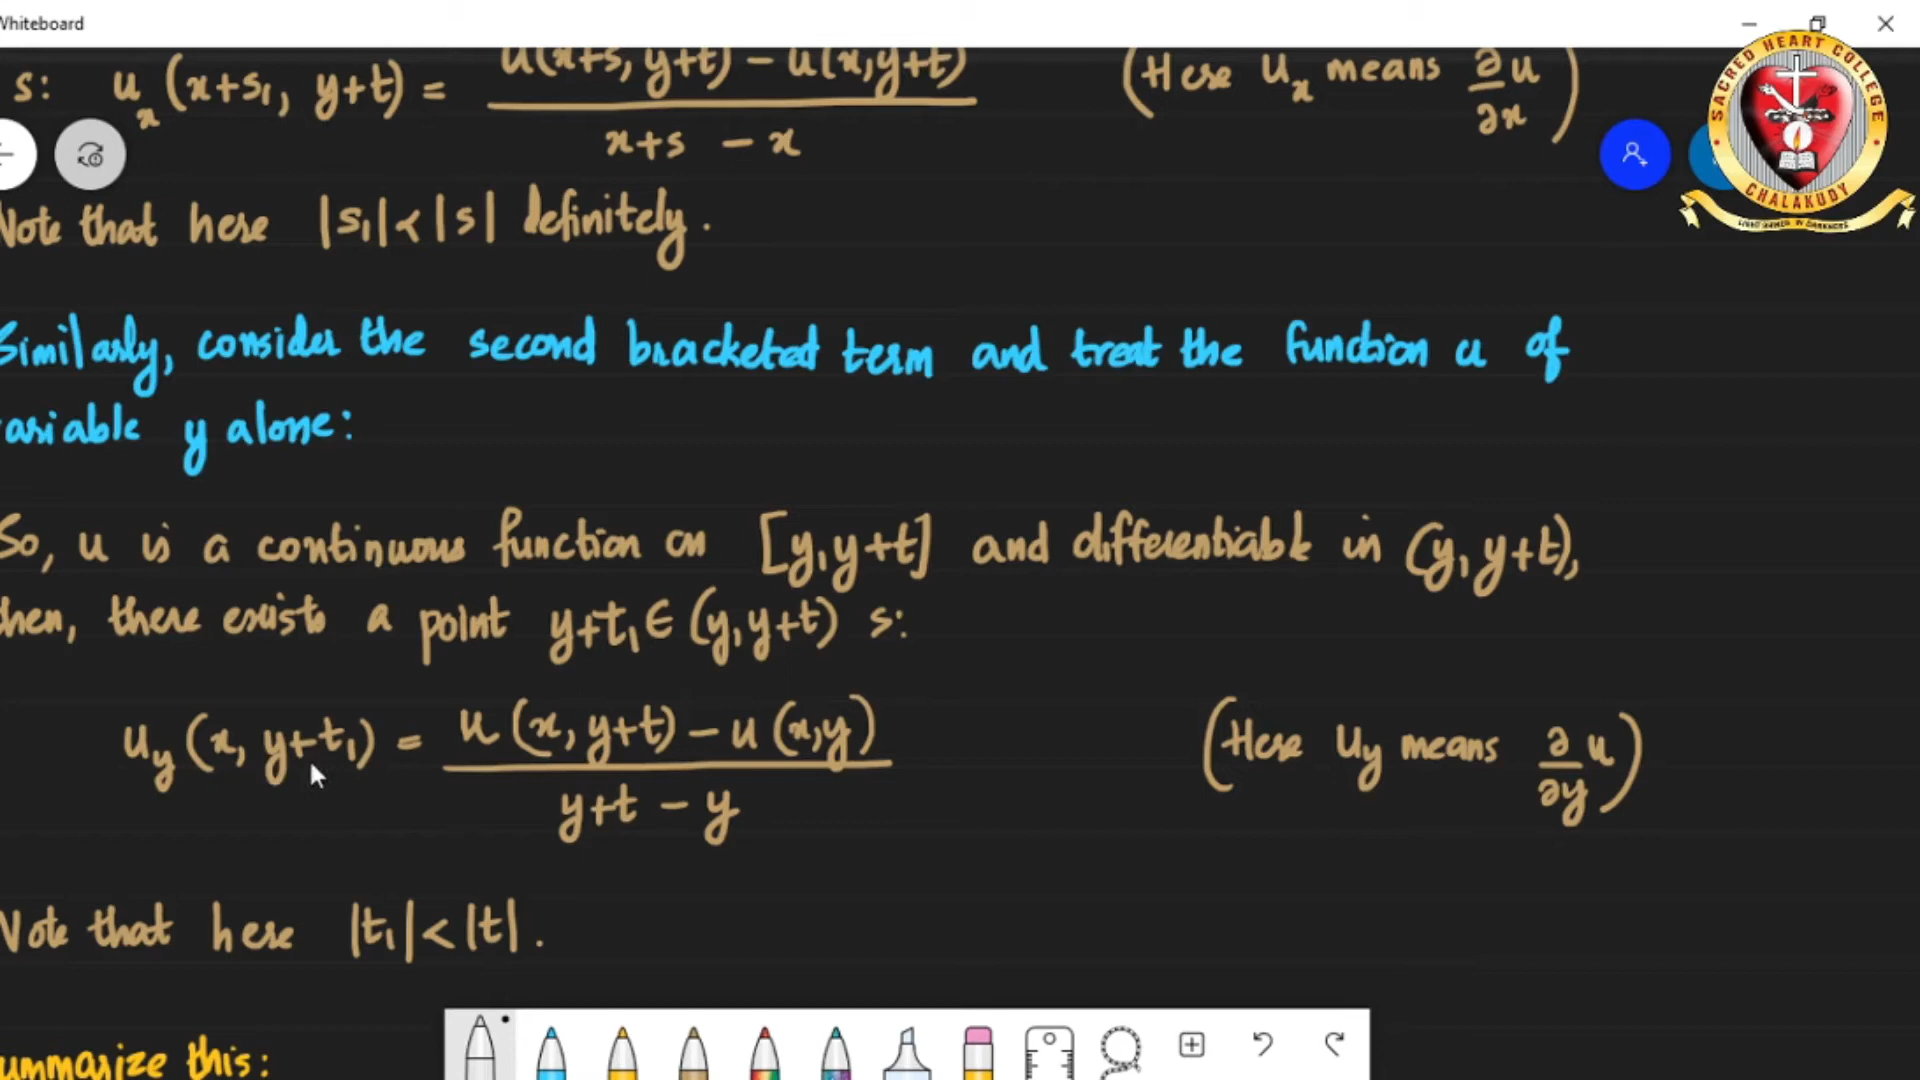 Whiteboard
s: uₓ (x+s₁, y+t) = u(x+s, y+t) - u(x,y+t) (Here uₓ means ∂u
x+s - x ∂x)
Note that here |s₁| < |s| definitely.
Similarly, consider the second bracketed term and treat the function u of
variable y alone:
So, u is a continuous function on [y,y+t] and differentiable in (y,y+t),
then, there exists a point y+t₁ ∈ (y,y+t) s:
u_y (x, y+t₁) = u(x, y+t) - u(x,y) (Here u_y means ∂ u)
y+t - y ∂y
Note that here |t₁| < |t|.
ummarize this:
SACRED HEART COLLEGE
CHALAKUDY